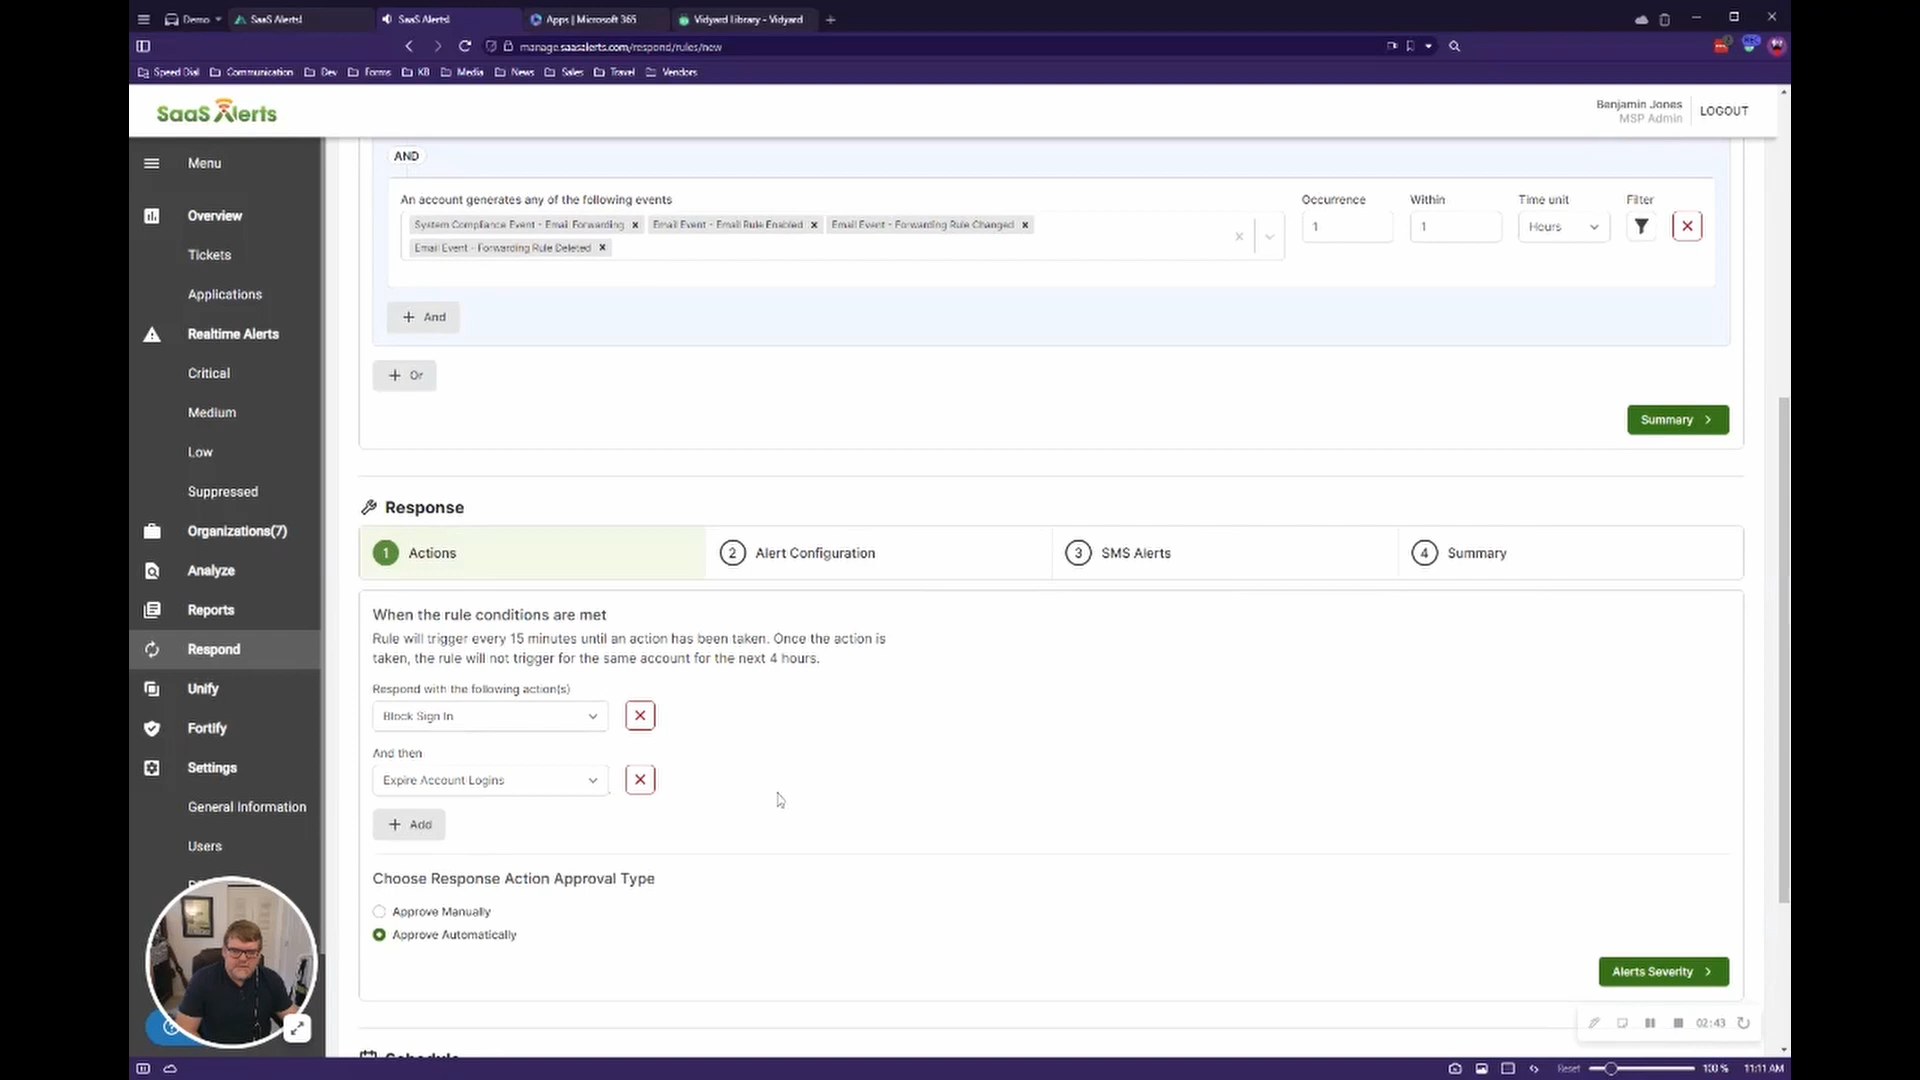 Demo
SaaS Alerts!
SaaS Alerts!
Apps | Microsoft 365
Vidyard Library - Vidyard
manage.saasalerts.com/respond/rules/new
Speed Dial
Communication
Dev
Forms
KB
Media
News
Sales
Travel
Vendors
SaaS Alerts
Benjamin Jones
MSP Admin
LOGOUT
Menu
Overview
Tickets
Applications
Realtime Alerts
Critical
Medium
Low
Suppressed
Organizations(7)
Analyze
Reports
Respond
Unify
Fortify
Settings
General Information
Users
AND
An account generates any of the following events
Occurrence
Within
Time unit
Filter
System Compliance Event - Email Forwarding
Email Event - Email Rule Enabled
Email Event - Forwarding Rule Changed
Email Event - Forwarding Rule Deleted
1
1
Hours
+ And
+ Or
Summary
Response
1 Actions
2 Alert Configuration
3 SMS Alerts
4 Summary
When the rule conditions are met
Rule will trigger every 15 minutes until an action has been taken. Once the action is
taken, the rule will not trigger for the same account for the next 4 hours.
Respond with the following action(s)
Block Sign In
And then
Expire Account Logins
+ Add
Choose Response Action Approval Type
Approve Manually
Approve Automatically
Alerts Severity
02:43
Schedule
Reset
100 %
11:11 AM